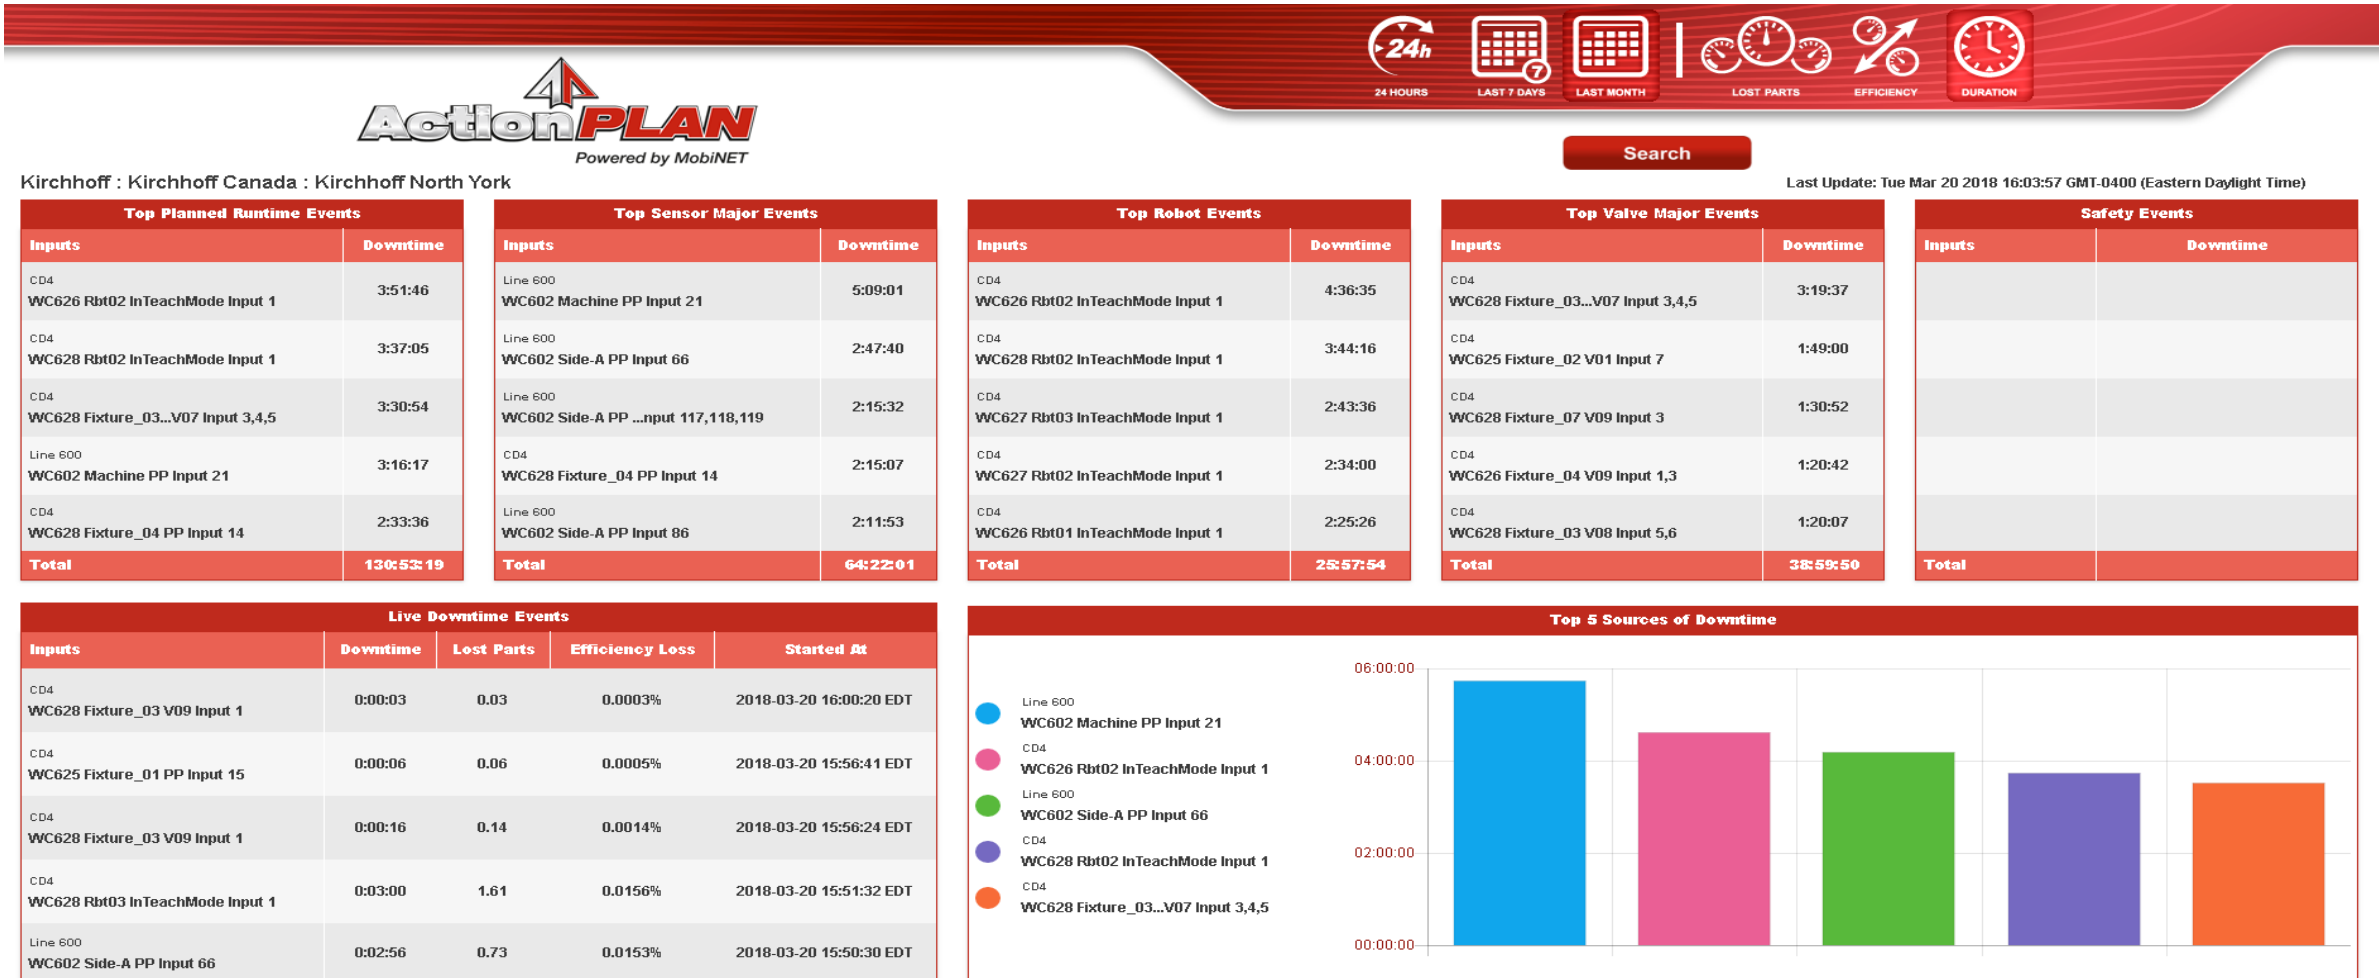 24h
24 HOURS
7
LAST 7 DAYS
LAST MONTH
LOST PARTS
EFFICIENCY
DURATION
ActionPLAN
Powered by MobiNET
Search
Kirchhoff : Kirchhoff Canada : Kirchhoff North York
Last Update: Tue Mar 20 2018 16:03:57 GMT-0400 (Eastern Daylight Time)
Top Planned Runtime Events
Inputs Downtime
CD4
WC626 Rbt02 InTeachMode Input 1 3:51:46
CD4
WC628 Rbt02 InTeachMode Input 1 3:37:05
CD4
WC628 Fixture_03...V07 Input 3,4,5 3:30:54
Line 600
WC602 Machine PP Input 21 3:16:17
CD4
WC628 Fixture_04 PP Input 14 2:33:36
Total 130:53:19
Top Sensor Major Events
Inputs Downtime
Line 600
WC602 Machine PP Input 21 5:09:01
Line 600
WC602 Side-A PP Input 66 2:47:40
Line 600
WC602 Side-A PP ...nput 117,118,119 2:15:32
CD4
WC628 Fixture_04 PP Input 14 2:15:07
Line 600
WC602 Side-A PP Input 86 2:11:53
Total 64:22:01
Top Robot Events
Inputs Downtime
CD4
WC626 Rbt02 InTeachMode Input 1 4:36:35
CD4
WC628 Rbt02 InTeachMode Input 1 3:44:16
CD4
WC627 Rbt03 InTeachMode Input 1 2:43:36
CD4
WC627 Rbt02 InTeachMode Input 1 2:34:00
CD4
WC626 Rbt01 InTeachMode Input 1 2:25:26
Total 25:57:54
Top Valve Major Events
Inputs Downtime
CD4
WC628 Fixture_03...V07 Input 3,4,5 3:19:37
CD4
WC625 Fixture_02 V01 Input 7 1:49:00
CD4
WC628 Fixture_07 V09 Input 3 1:30:52
CD4
WC626 Fixture_04 V09 Input 1,3 1:20:42
CD4
WC628 Fixture_03 V08 Input 5,6 1:20:07
Total 38:59:50
Safety Events
Inputs Downtime
Total
Live Downtime Events
Inputs Downtime Lost Parts Efficiency Loss Started At
CD4
WC628 Fixture_03 V09 Input 1 0:00:03 0.03 0.0003% 2018-03-20 16:00:20 EDT
CD4
WC625 Fixture_01 PP Input 15 0:00:06 0.06 0.0005% 2018-03-20 15:56:41 EDT
CD4
WC628 Fixture_03 V09 Input 1 0:00:16 0.14 0.0014% 2018-03-20 15:56:24 EDT
CD4
WC628 Rbt03 InTeachMode Input 1 0:03:00 1.61 0.0156% 2018-03-20 15:51:32 EDT
Line 600
WC602 Side-A PP Input 66 0:02:56 0.73 0.0153% 2018-03-20 15:50:30 EDT
Top 5 Sources of Downtime
Line 600
WC602 Machine PP Input 21
CD4
WC626 Rbt02 InTeachMode Input 1
Line 600
WC602 Side-A PP Input 66
CD4
WC628 Rbt02 InTeachMode Input 1
CD4
WC628 Fixture_03...V07 Input 3,4,5
06:00:00
04:00:00
02:00:00
00:00:00